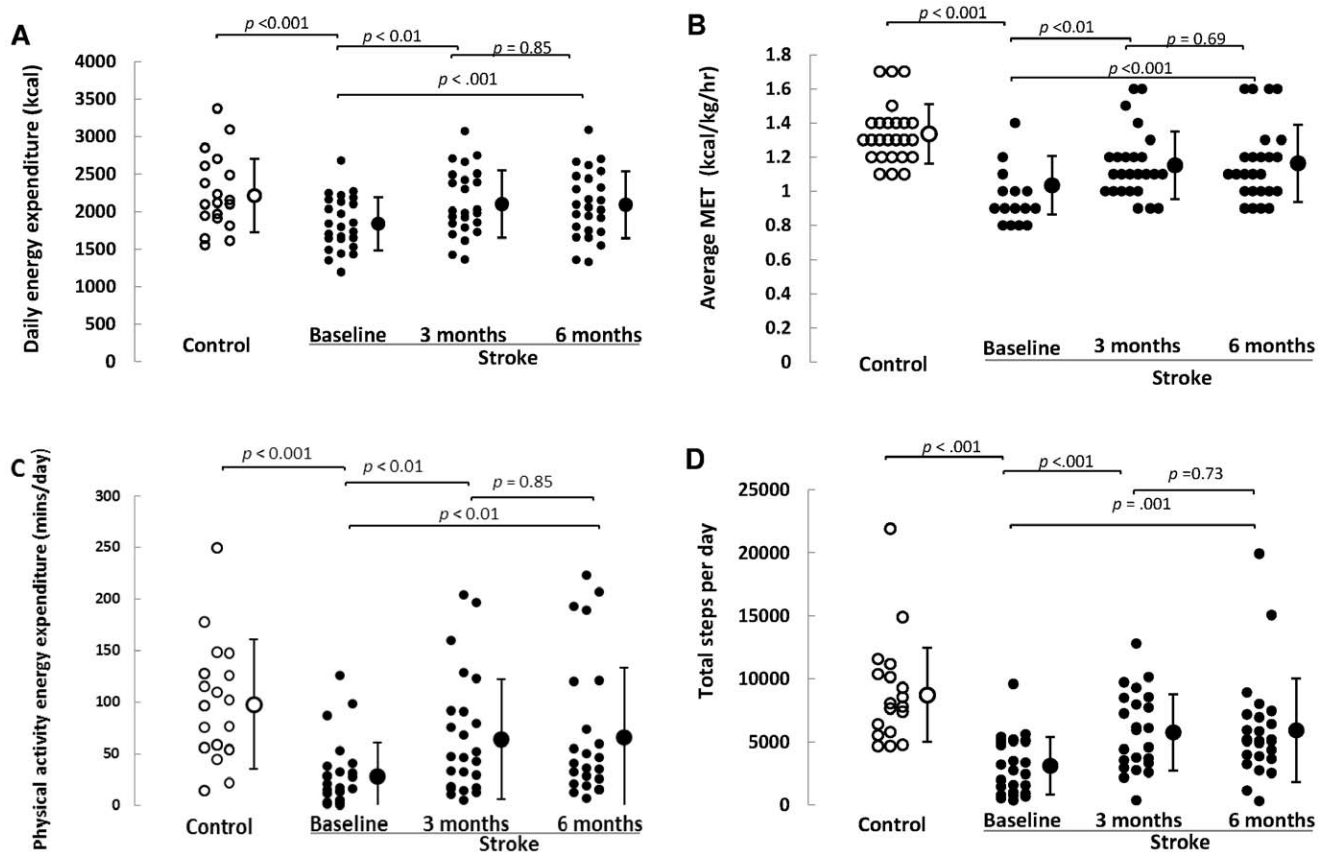 A
p <0.001
p < 0.01
p = 0.85
p < .001
Daily energy expenditure (kcal)
4000
3500
3000
2500
2000
1500
1000
500
0
Control
Baseline
3 months
6 months
Stroke
B
p < 0.001
p <0.01
p = 0.69
p <0.001
Average MET (kcal/kg/hr)
1.8
1.6
1.4
1.2
1
0.8
0.6
0.4
0.2
0
Control
Baseline
3 months
6 months
Stroke
C
p < 0.001
p < 0.01
p = 0.85
p < 0.01
Physical activity energy expenditure (mins/day)
300
250
200
150
100
50
0
Control
Baseline
3 months
6 months
Stroke
D
p < .001
p <.001
p =0.73
p = .001
Total steps per day
25000
20000
15000
10000
5000
0
Control
Baseline
3 months
6 months
Stroke